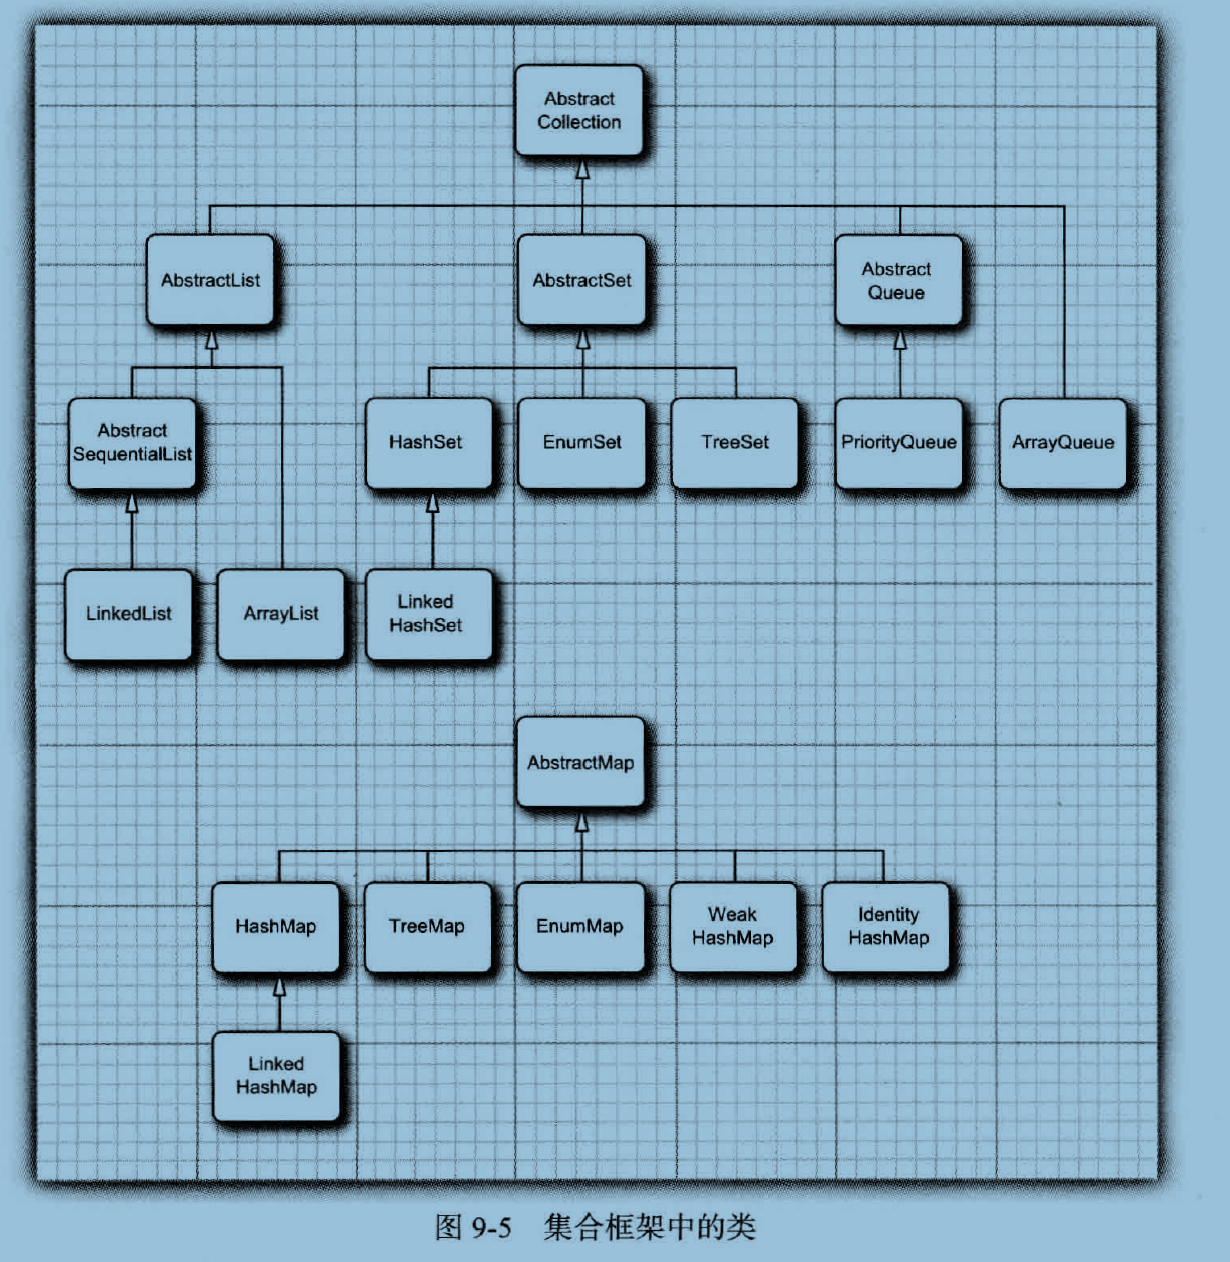 Abstract
Collection
AbstractList
AbstractSet
Abstract
Queue
Abstract
SequentialList
HashSet
EnumSet
TreeSet
PriorityQueue
ArrayQueue
LinkedList
ArrayList
Linked
HashSet
AbstractMap
HashMap
TreeMap
EnumMap
Weak
HashMap
Identity
HashMap
Linked
HashMap
图 9-5 集合框架中的类